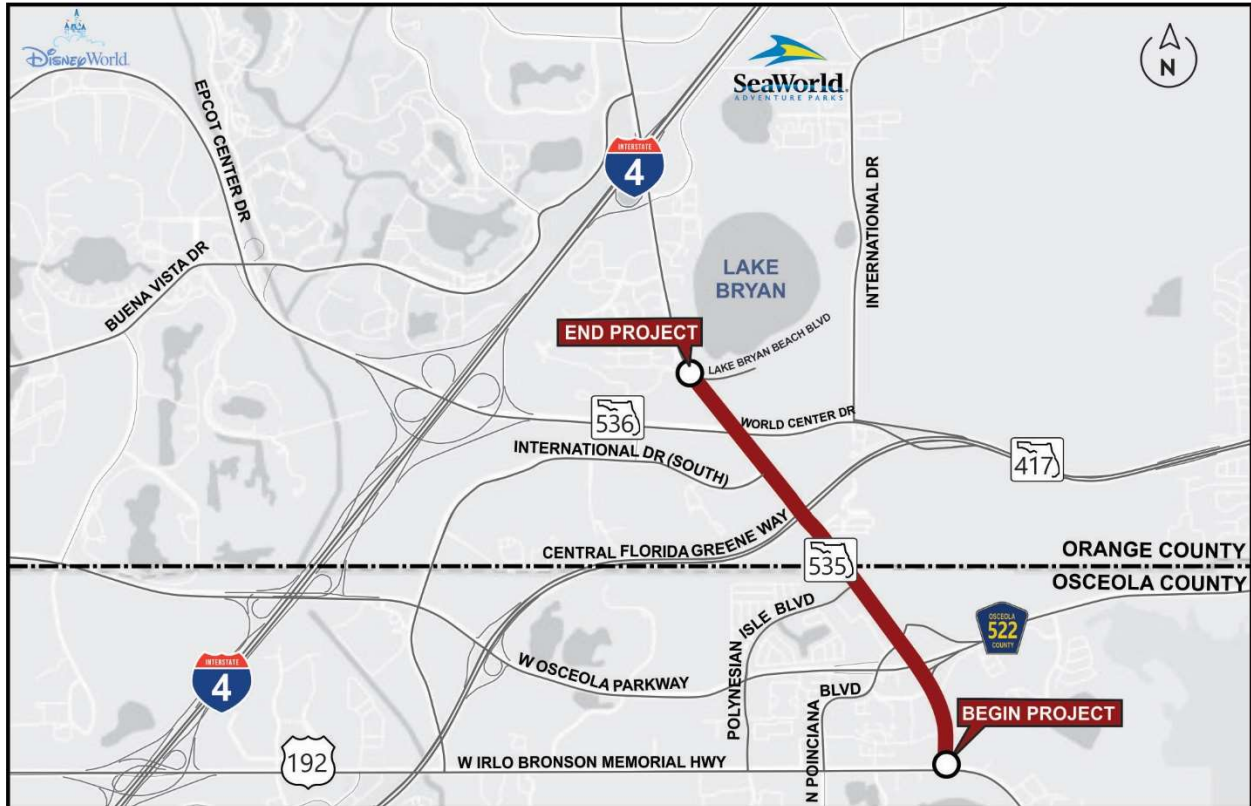 DISNEY World.
SeaWorld®
ADVENTURE PARKS
N
EPCOT CENTER DR
INTERSTATE
4
INTERNATIONAL DR
BUENA VISTA DR
LAKE
BRYAN
END PROJECT
LAKE BRYAN BEACH BLVD
536
WORLD CENTER DR
INTERNATIONAL DR (SOUTH)
417
CENTRAL FLORIDA GREENE WAY
535
ORANGE COUNTY
OSCEOLA COUNTY
POLYNESIAN ISLE BLVD
OSCEOLA
522
COUNTY
W OSCEOLA PARKWAY
INTERSTATE
4
N POINCIANA BLVD
BEGIN PROJECT
192
W IRLO BRONSON MEMORIAL HWY